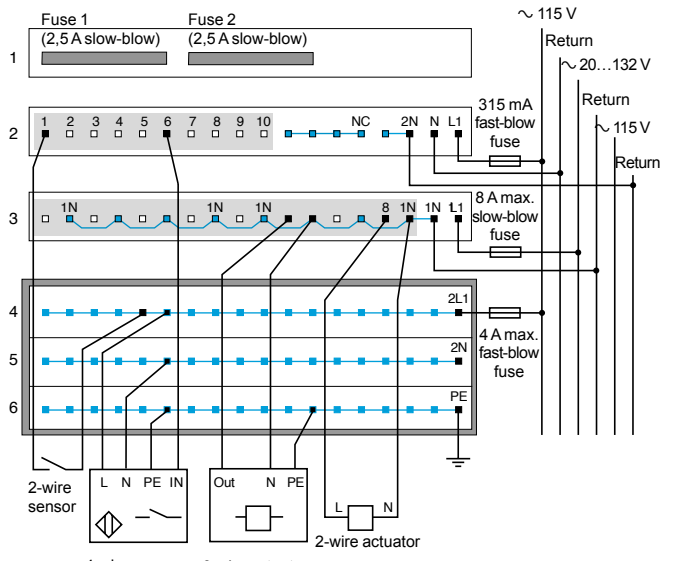 Fuse 1
(2,5 A slow-blow)
Fuse 2
(2,5 A slow-blow)
∼ 115 V
Return
∼ 20…132 V
Return
∼ 115 V
Return
1
2
1 2 3 4 5 6 7 8 9 10 NC 2N N L1
315 mA
fast-blow
fuse
3
1N 1N 1N 8 1N 1N 1L1
8 A max.
slow-blow
fuse
4
2L1
4 A max.
fast-blow
fuse
5
2N
6
PE
2-wire
sensor
L N PE IN
Out N PE
L N
2-wire actuator